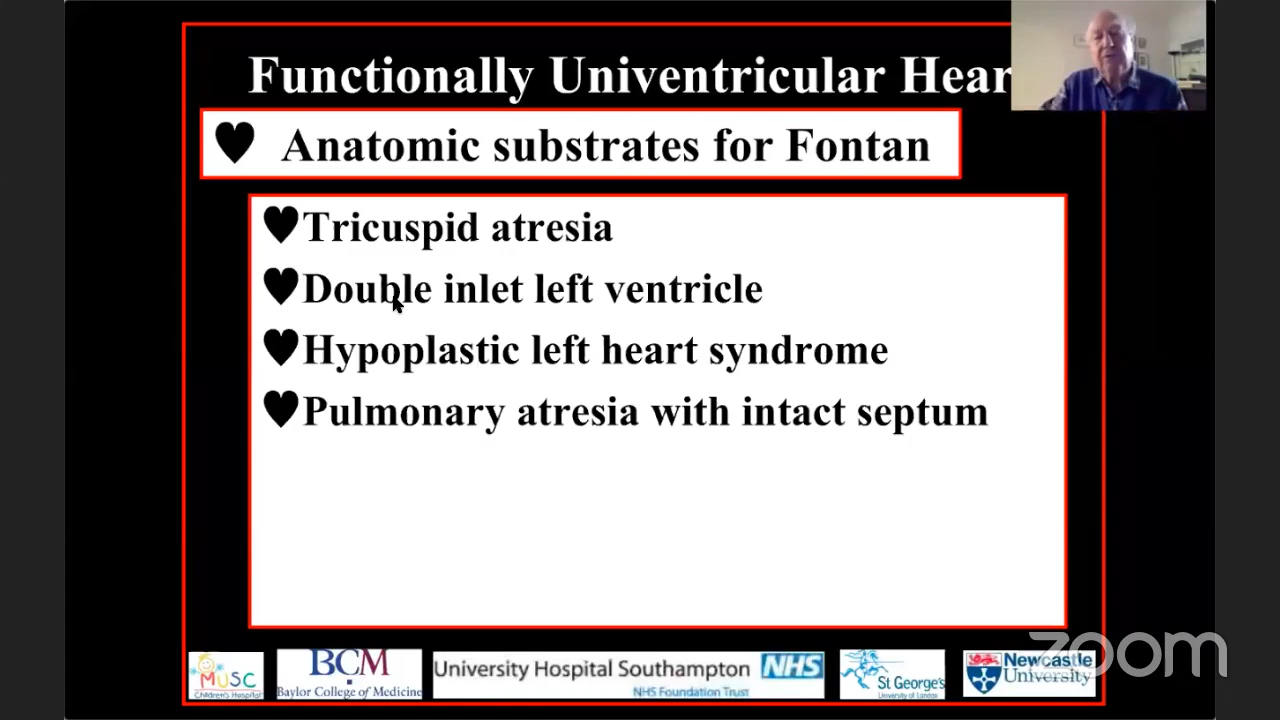 Functionally Univentricular Hear
♥ Anatomic substrates for Fontan
♥Tricuspid atresia
♥Double inlet left ventricle
♥Hypoplastic left heart syndrome
♥Pulmonary atresia with intact septum
MUSC
Children's Hospital
BCM
Baylor College of Medicine
University Hospital Southampton NHS
NHS Foundation Trust
St George's
University of London
Newcastle
University
zoom